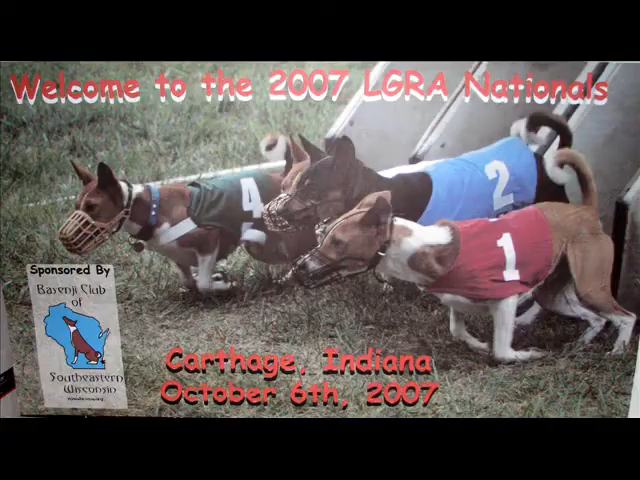 Welcome to the 2007 LGRA Nationals
4
2
1
Sponsored By
Basenji Club
of
Southeastern
Wisconsin
Carthage, Indiana
October 6th, 2007